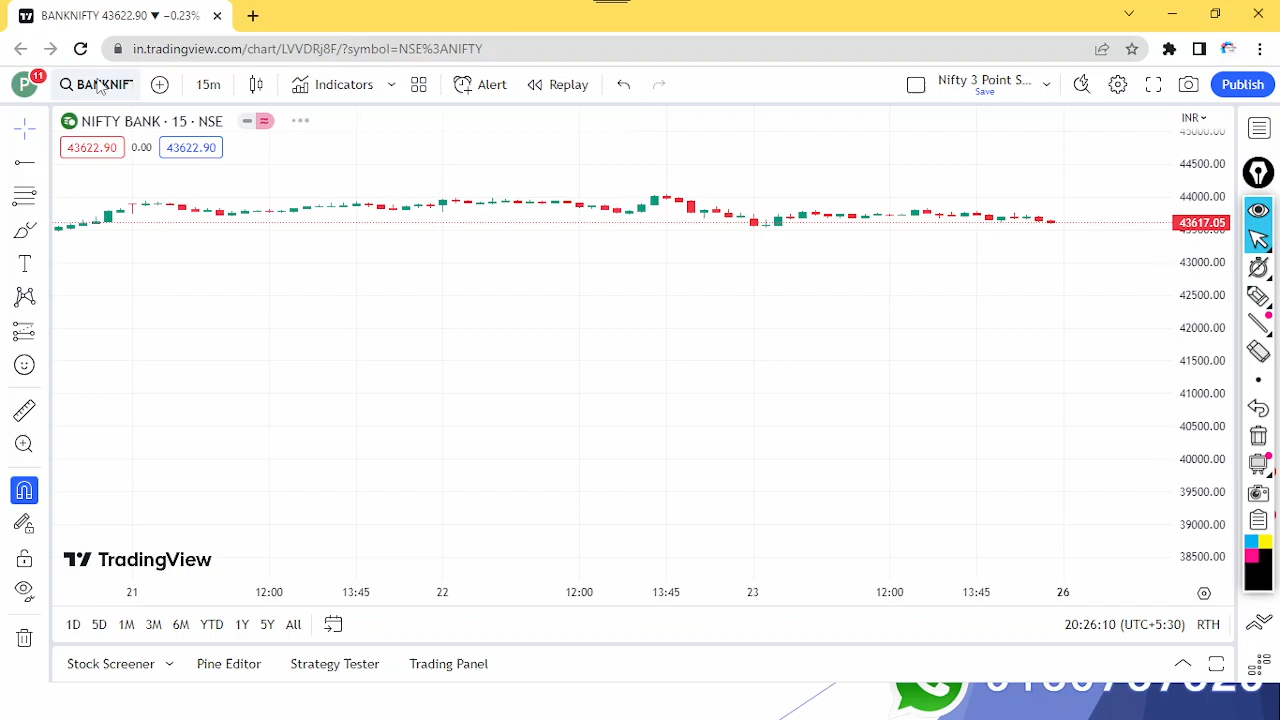 BANKNIFTY 43622.90 ▼ −0.23%
in.tradingview.com/chart/LVVDRj8F/?symbol=NSE%3ANIFTY
P
11
BANKNIF
15m
Indicators
Alert
Replay
Nifty 3 Point S...
Save
Publish
NIFTY BANK · 15 · NSE
43622.90
0.00
43622.90
INR
45000.00
44500.00
44000.00
43617.05
43000.00
42500.00
42000.00
41500.00
41000.00
40500.00
40000.00
39500.00
39000.00
38500.00
TradingView
21
12:00
13:45
22
12:00
13:45
23
12:00
13:45
26
1D
5D
1M
3M
6M
YTD
1Y
5Y
All
20:26:10 (UTC+5:30)
RTH
Stock Screener
Pine Editor
Strategy Tester
Trading Panel